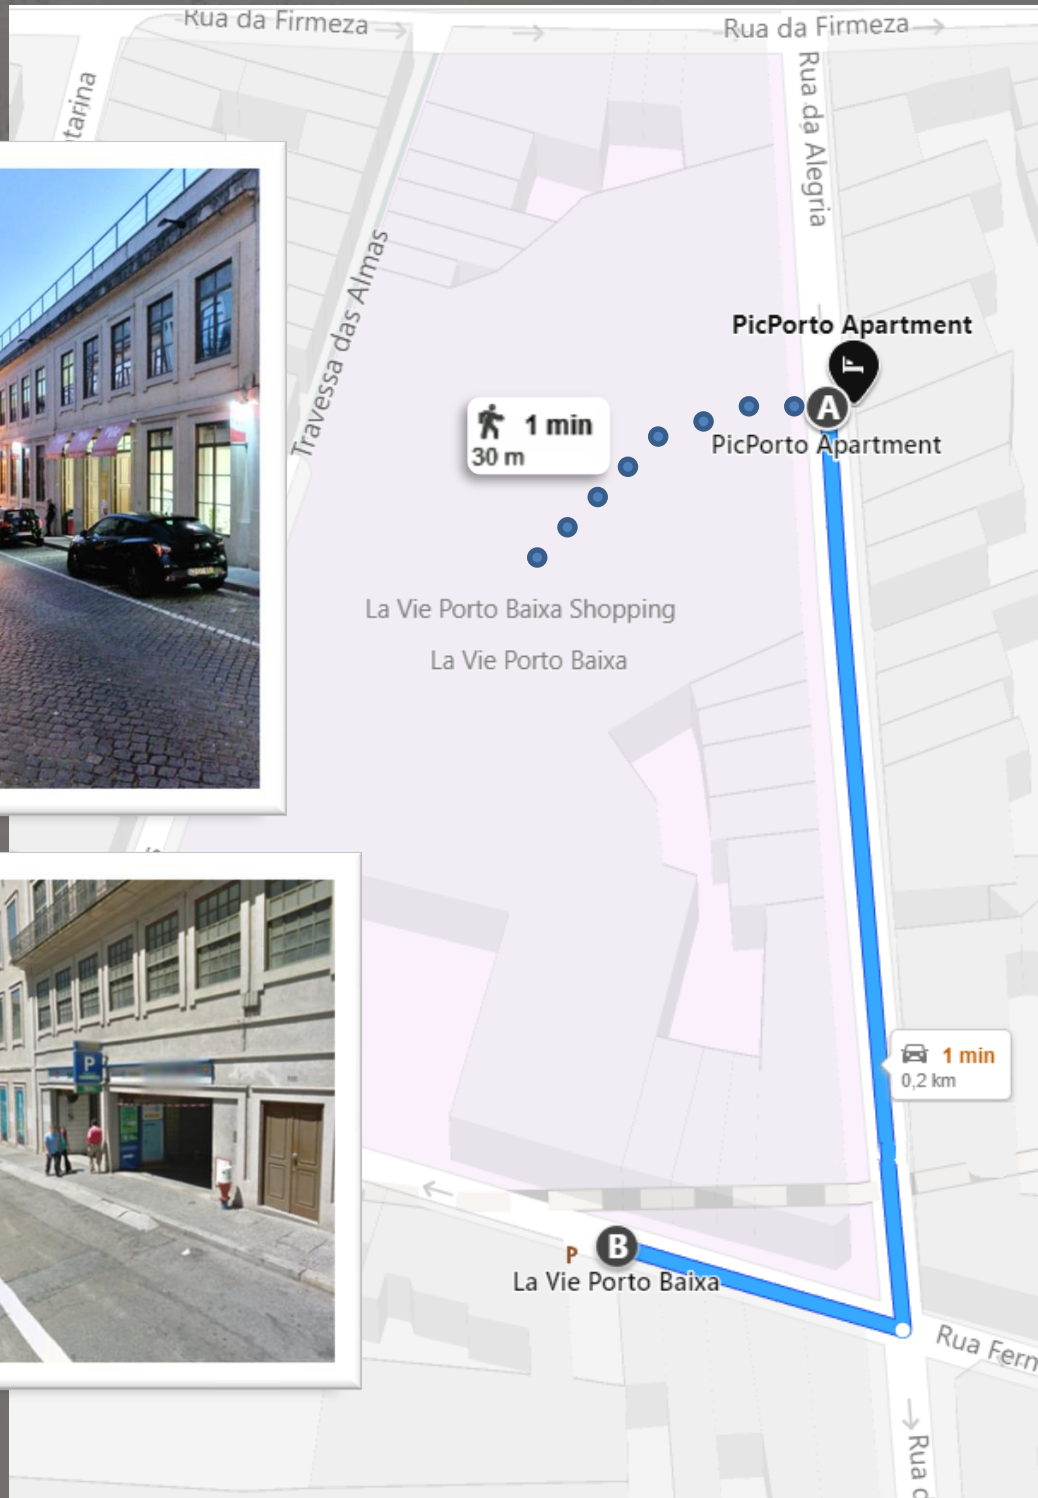 Rua da Firmeza
Rua da Firmeza
tarina
Rua da Alegria
Travessa das Almas
PicPorto Apartment
A
PicPorto Apartment
1 min
30 m
La Vie Porto Baixa Shopping
La Vie Porto Baixa
P
1 min
0,2 km
P
B
La Vie Porto Baixa
Rua Fern
Rua d